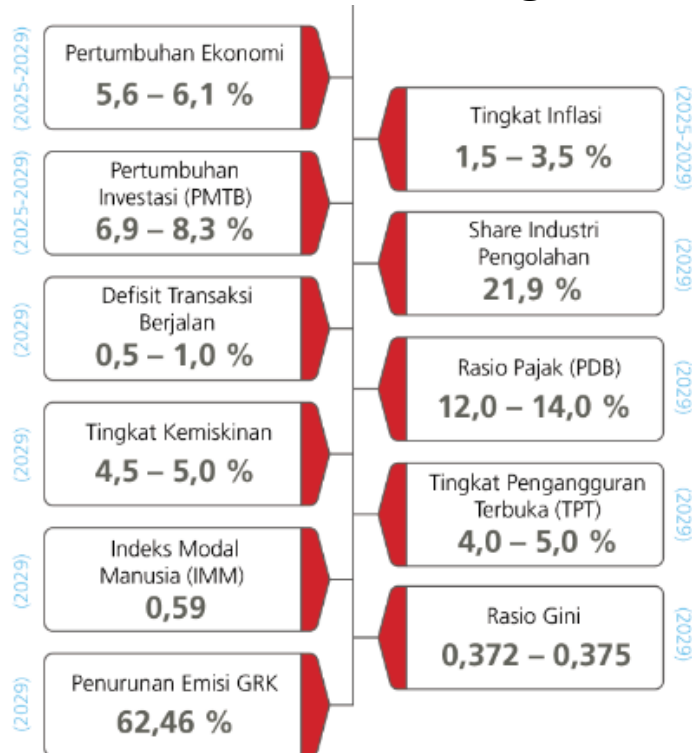 (2025-2029)
Pertumbuhan Ekonomi
5,6 – 6,1 %
Tingkat Inflasi
1,5 – 3,5 %
(2025-2029)
(2025-2029)
Pertumbuhan
Investasi (PMTB)
6,9 – 8,3 %
Share Industri
Pengolahan
21,9 %
(2029)
(2029)
Defisit Transaksi
Berjalan
0,5 – 1,0 %
Rasio Pajak (PDB)
12,0 – 14,0 %
(2029)
(2029)
Tingkat Kemiskinan
4,5 – 5,0 %
Tingkat Pengangguran
Terbuka (TPT)
4,0 – 5,0 %
(2029)
(2029)
Indeks Modal
Manusia (IMM)
0,59
Rasio Gini
0,372 – 0,375
(2029)
(2029)
Penurunan Emisi GRK
62,46 %